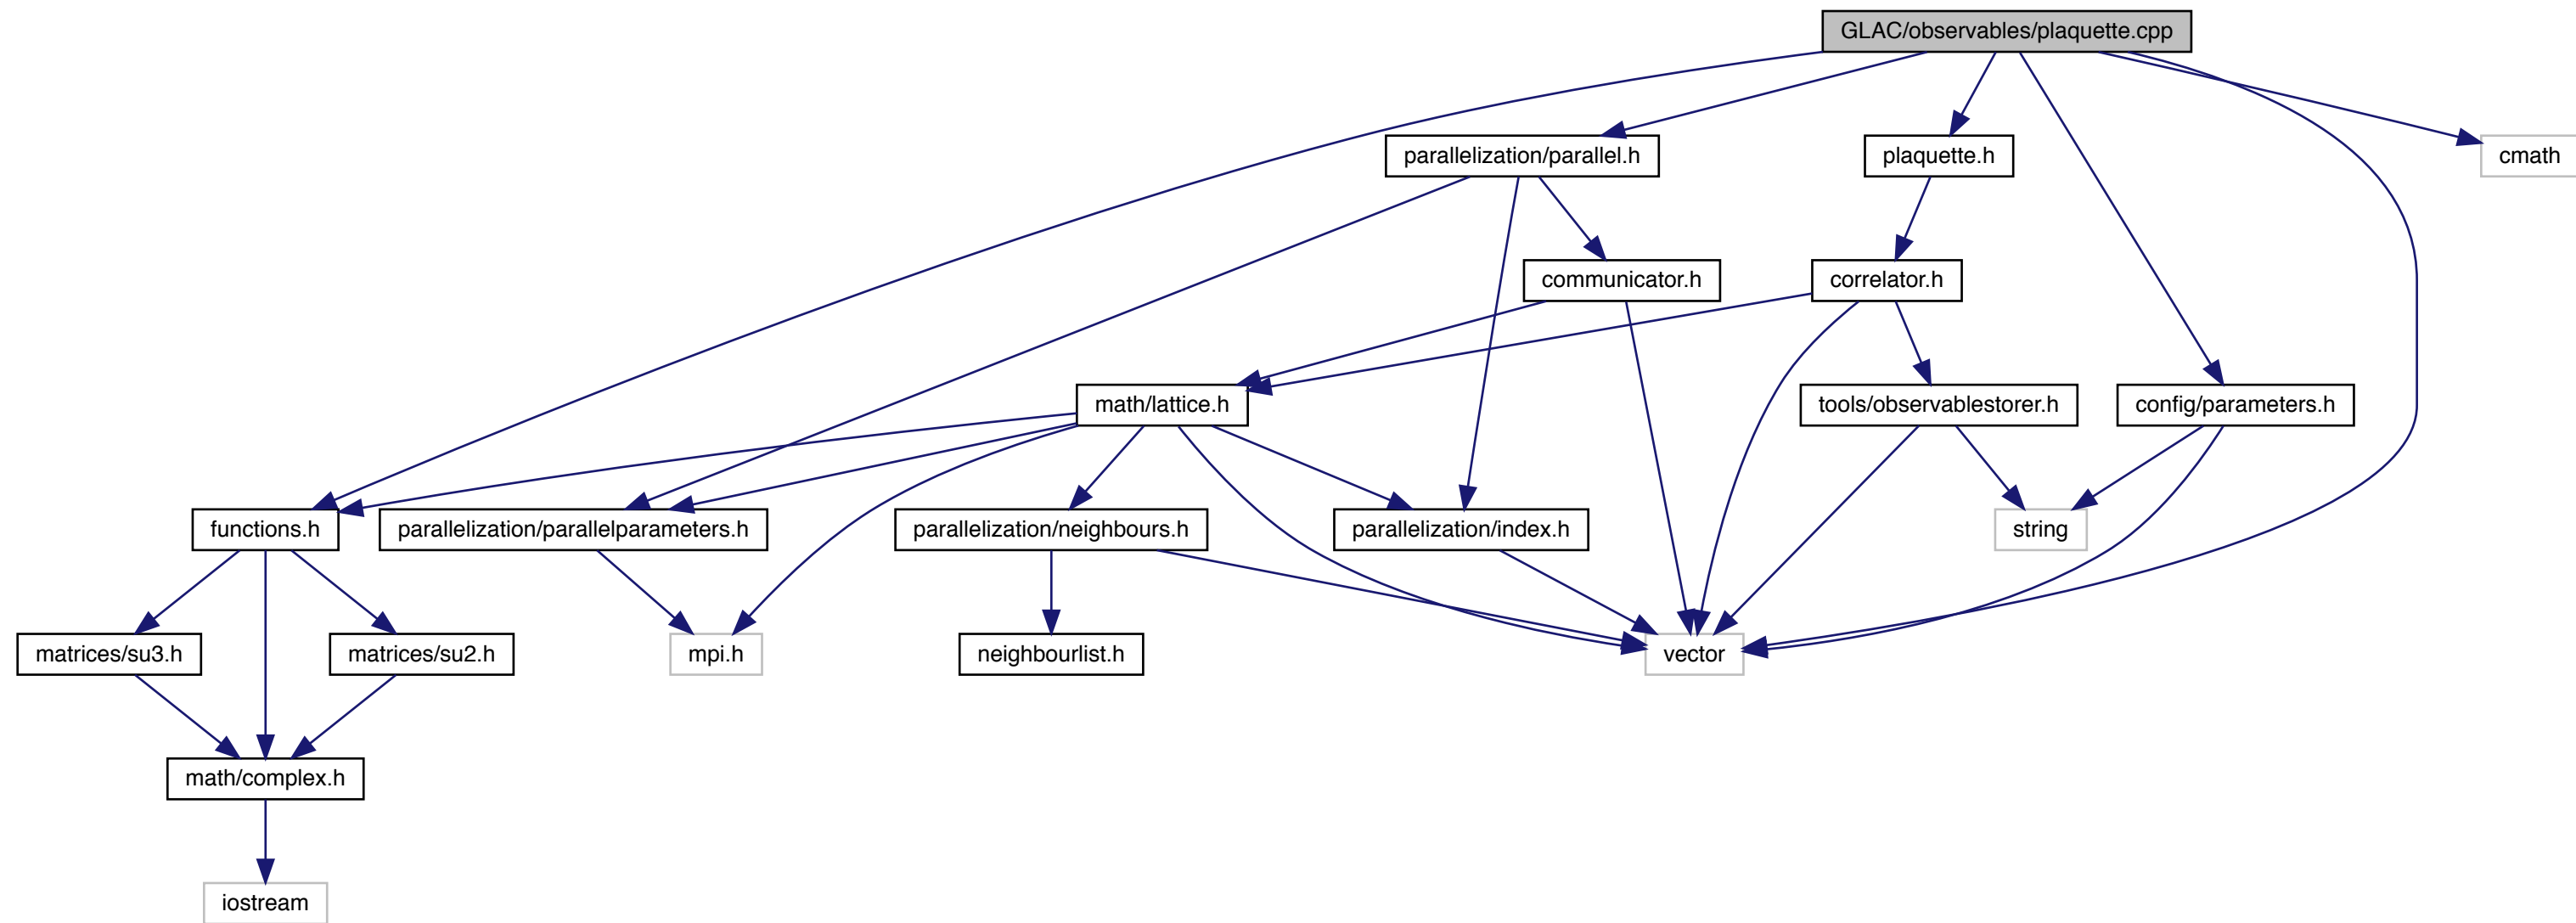 GLAC/observables/plaquette.cpp
parallelization/parallel.h
plaquette.h
cmath
communicator.h
correlator.h
math/lattice.h
tools/observablestorer.h
config/parameters.h
functions.h
parallelization/parallelparameters.h
parallelization/neighbours.h
parallelization/index.h
string
matrices/su3.h
matrices/su2.h
mpi.h
neighbourlist.h
vector
math/complex.h
iostream